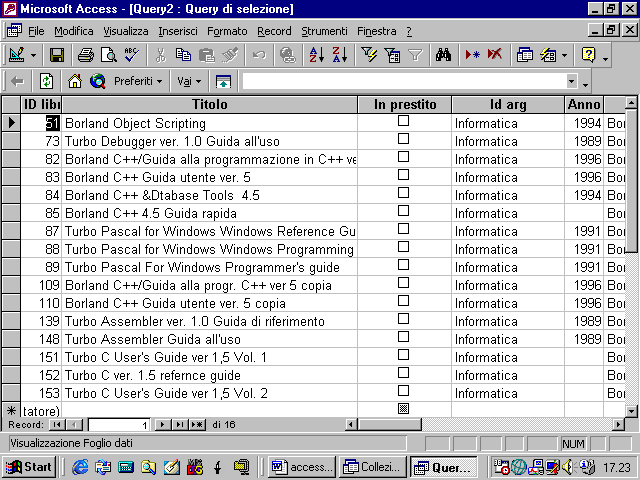 Microsoft Access - [Query2 : Query di selezione]
File Modifica Visualizza Inserisci Formato Record Strumenti Finestra ?
Preferiti Vai
ID libr Titolo In prestito Id arg Anno
51 Borland Object Scripting Informatica 1994 Bor
73 Turbo Debugger ver. 1.0 Guida all'uso Informatica 1989 Bor
82 Borland C++/Guida alla programmazione in C++ ve Informatica 1996 Bor
83 Borland C++ Guida utente ver. 5 Informatica 1996 Bor
84 Borland C++ &Dtabase Tools 4.5 Informatica 1994 Bor
85 Borland C++ 4.5 Guida rapida Informatica Bor
87 Turbo Pascal for Windows Windows Reference Gu Informatica 1991 Bor
88 Turbo Pascal for Windows Windows Programming Informatica 1991 Bor
89 Turbo Pascal For Windows Programmer's guide Informatica 1991 Bor
109 Borland C++/Guida alla progr. C++ ver 5 copia Informatica 1996 Bor
110 Borland C++ Guida utente ver. 5 copia Informatica 1996 Bor
139 Turbo Assembler ver. 1.0 Guida di riferimento Informatica 1989 Bor
148 Turbo Assembler Guida all'uso Informatica 1989 Bor
151 Turbo C User's Guide ver 1,5 Vol. 1 Informatica Bor
152 Turbo C ver. 1.5 refernce guide Informatica Bor
153 Turbo C User's Guide ver 1,5 Vol. 2 Informatica Bor
tatore)
Record: 1 di 16
Visualizzazione Foglio dati NUM
Start access... Collezi... Quer... 17.23